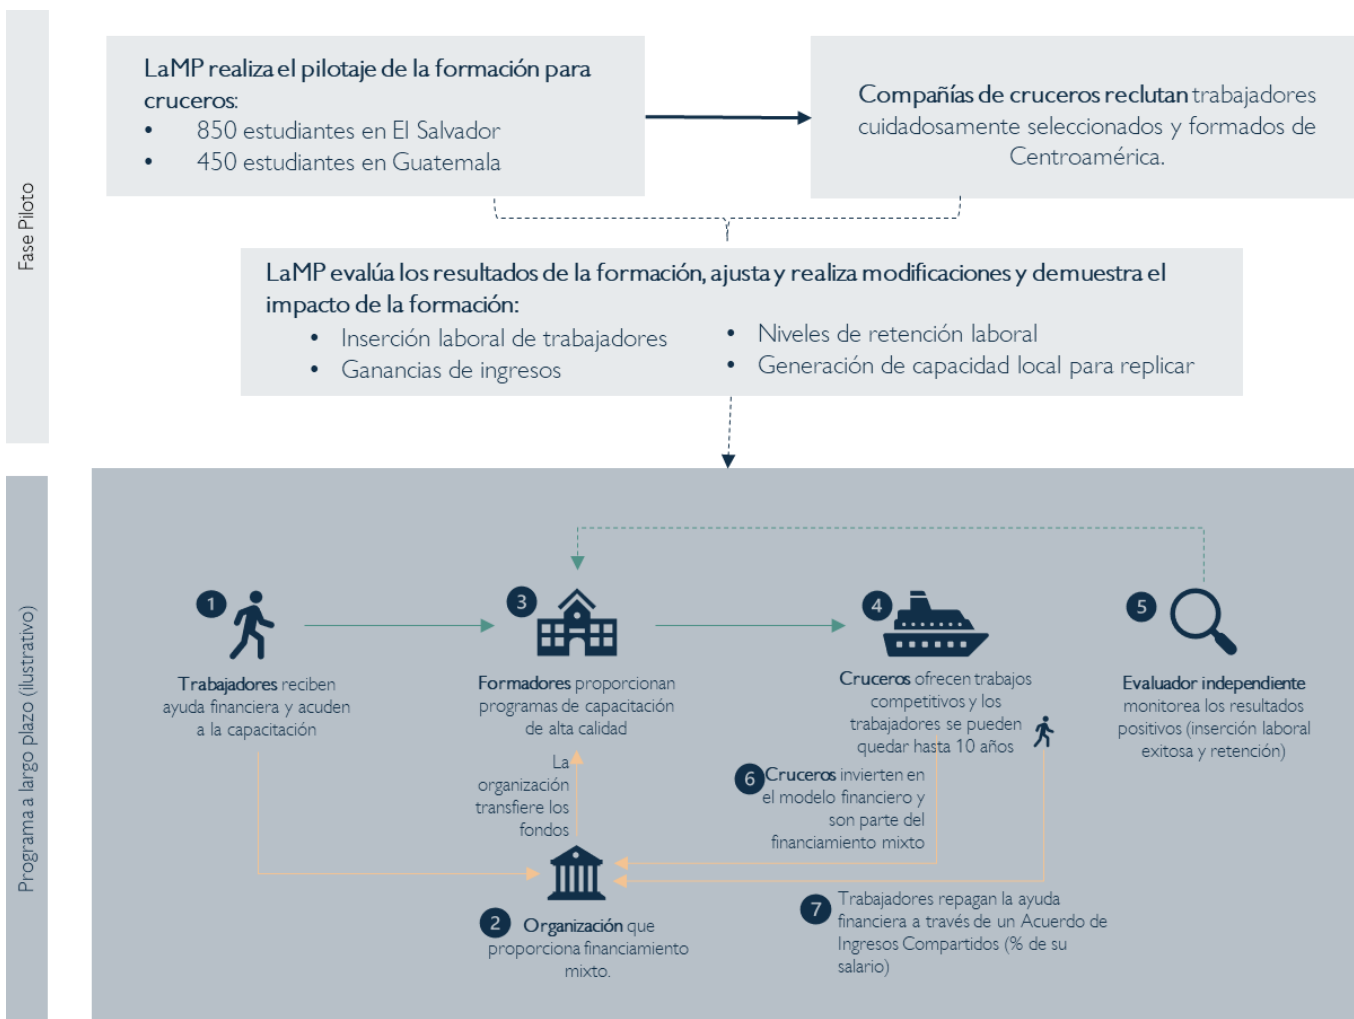 Fase Piloto
LaMP realiza el pilotaje de la formación para
cruceros:
• 850 estudiantes en El Salvador
• 450 estudiantes en Guatemala
Compañías de cruceros reclutan trabajadores
cuidadosamente seleccionados y formados de
Centroamérica.
LaMP evalúa los resultados de la formación, ajusta y realiza modificaciones y demuestra el
impacto de la formación:
• Inserción laboral de trabajadores
• Ganancias de ingresos
• Niveles de retención laboral
• Generación de capacidad local para replicar
Programa a largo plazo (ilustrativo)
1
Trabajadores reciben
ayuda financiera y acuden
a la capacitación
3
Formadores proporcionan
programas de capacitación
de alta calidad
4
Cruceros ofrecen trabajos
competitivos y los
trabajadores se pueden
quedar hasta 10 años
5
Evaluador independiente
monitorea los resultados
positivos (inserción laboral
exitosa y retención)
La
organización
transfiere los
fondos
6
Cruceros invierten en
el modelo financiero y
son parte del
financiamiento mixto
2
Organización que
proporciona financiamiento
mixto.
7
Trabajadores repagan la ayuda
financiera a través de un Acuerdo de
Ingresos Compartidos (% de su
salario)